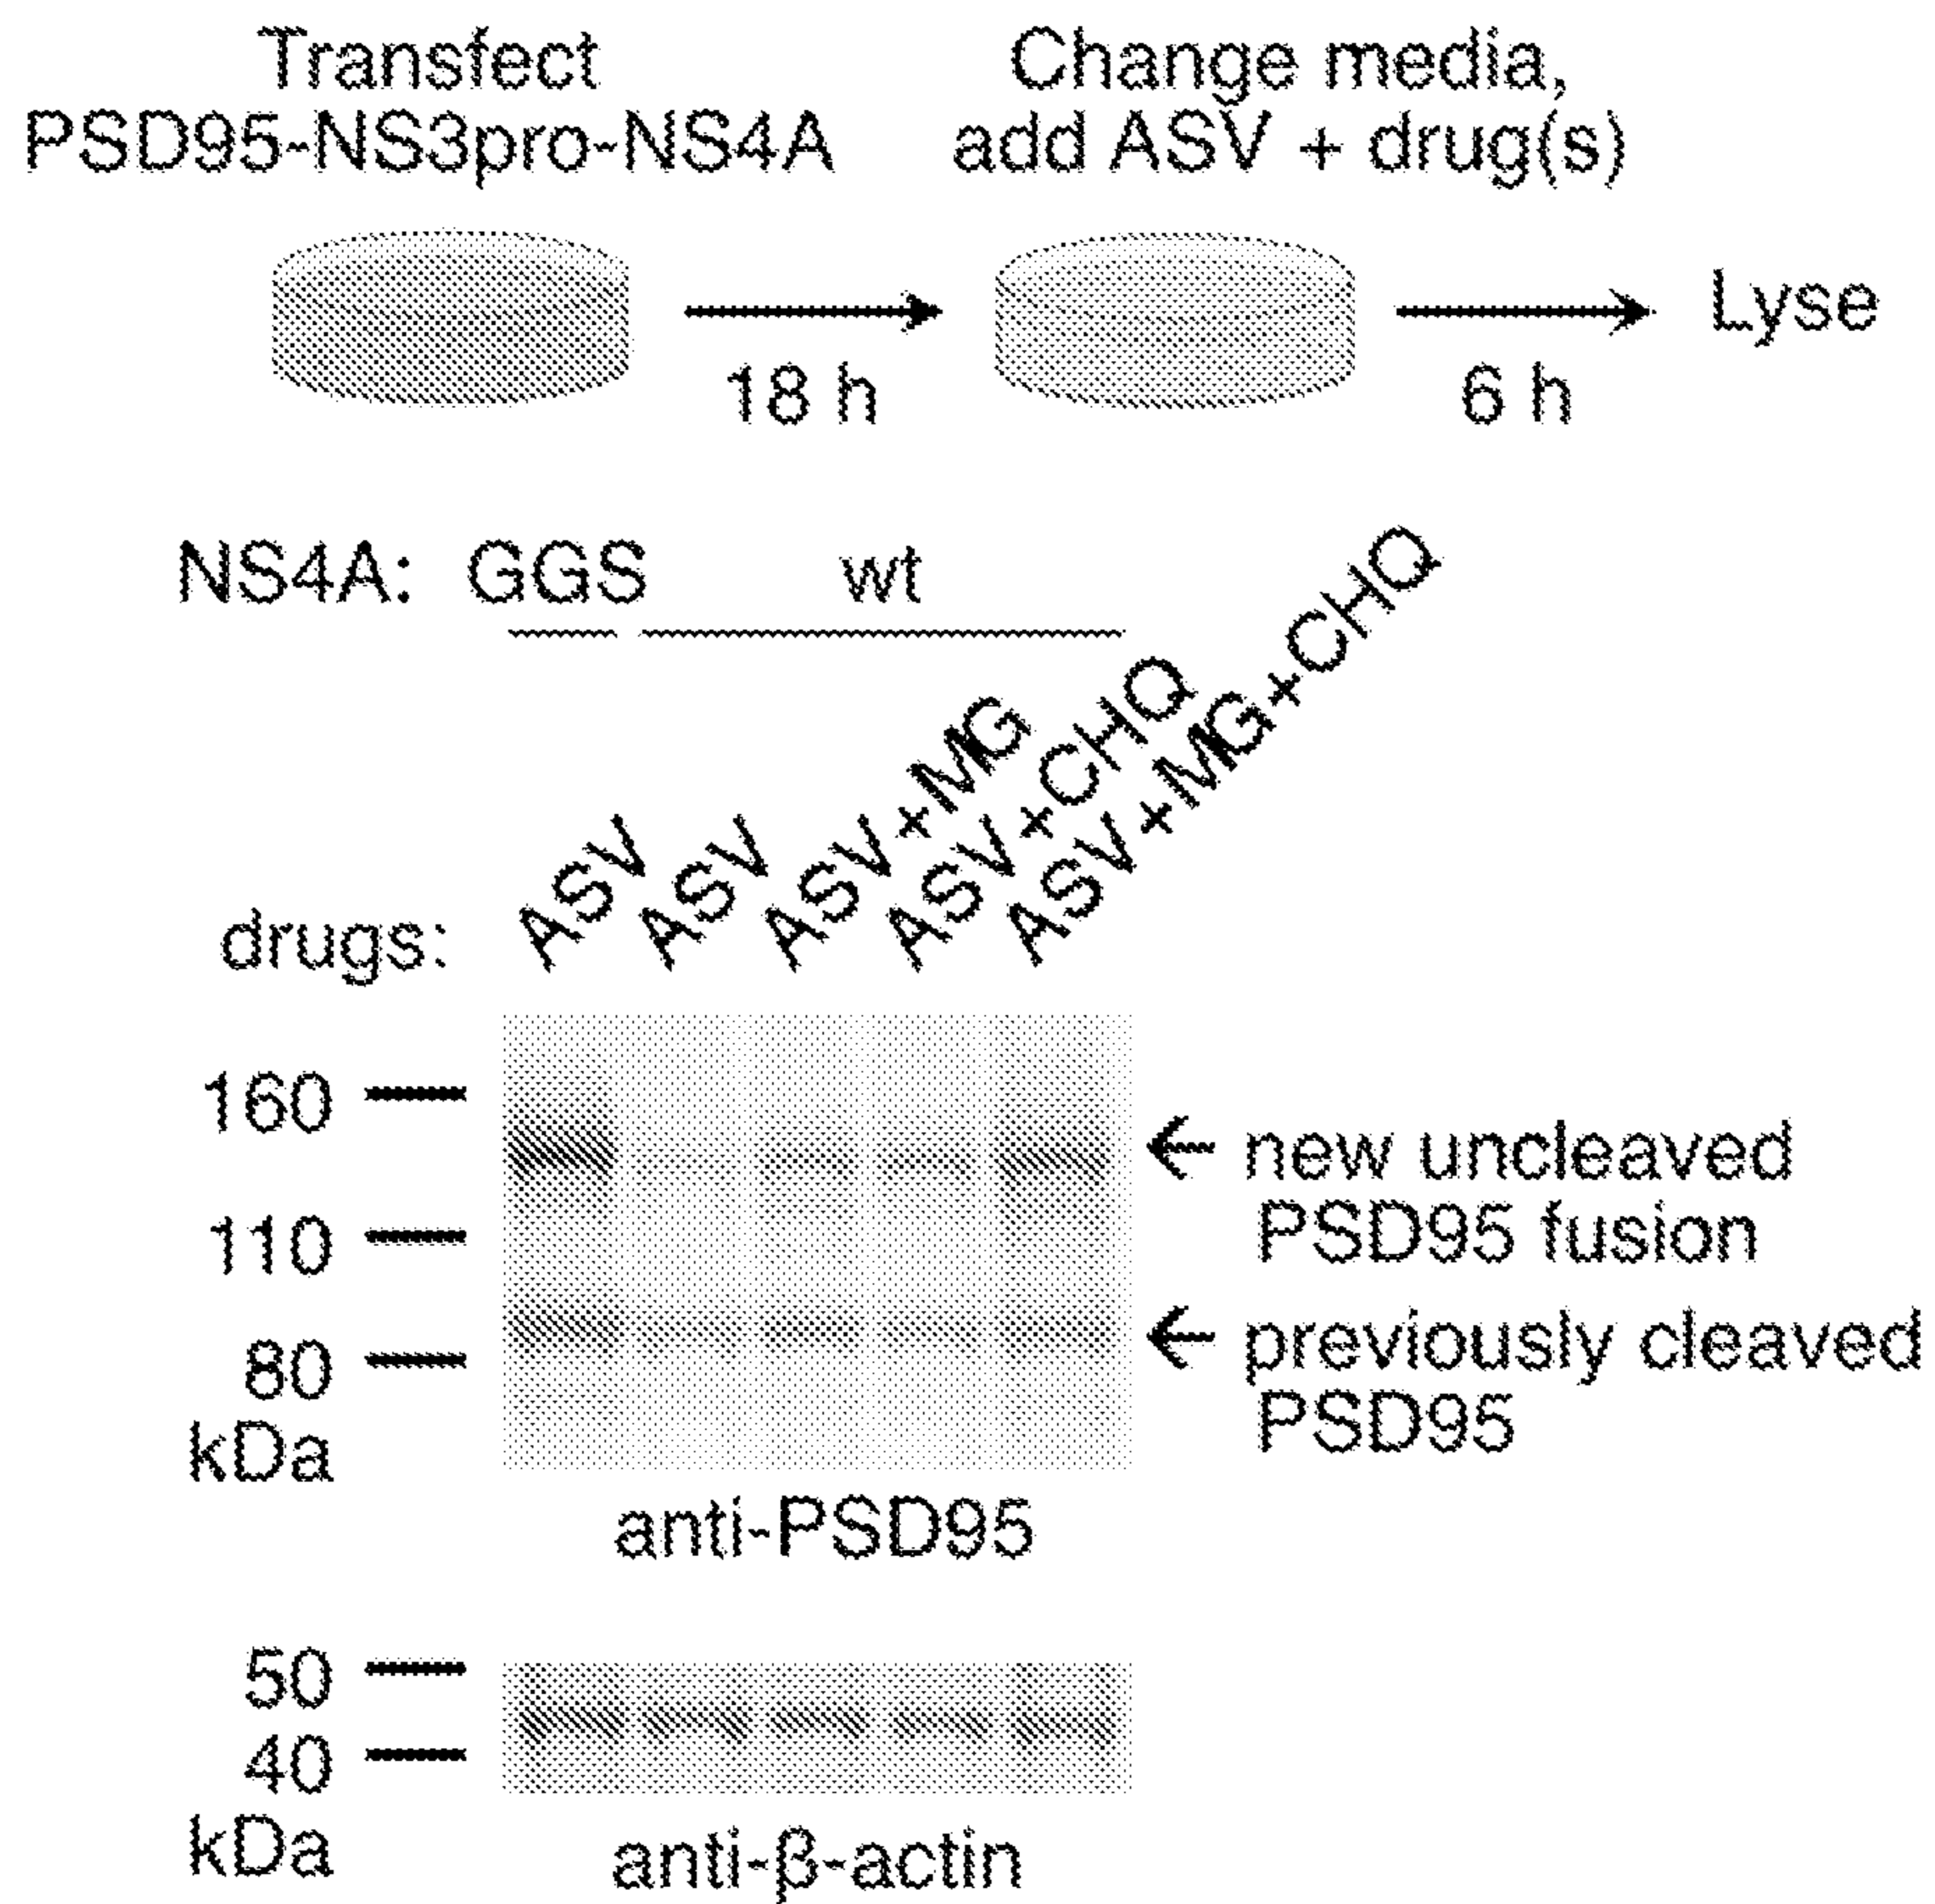 Transfect
PSD95-NS3pro-NS4A
Change media,
add ASV + drug(s)
18 h
6 h
Lyse
NS4A: GGS wt
drugs: ASV ASV ASV+MG ASV+CHQ ASV+MG+CHQ
160
110
80
kDa
← new uncleaved
PSD95 fusion
← previously cleaved
PSD95
anti-PSD95
50
40
kDa
anti-β-actin